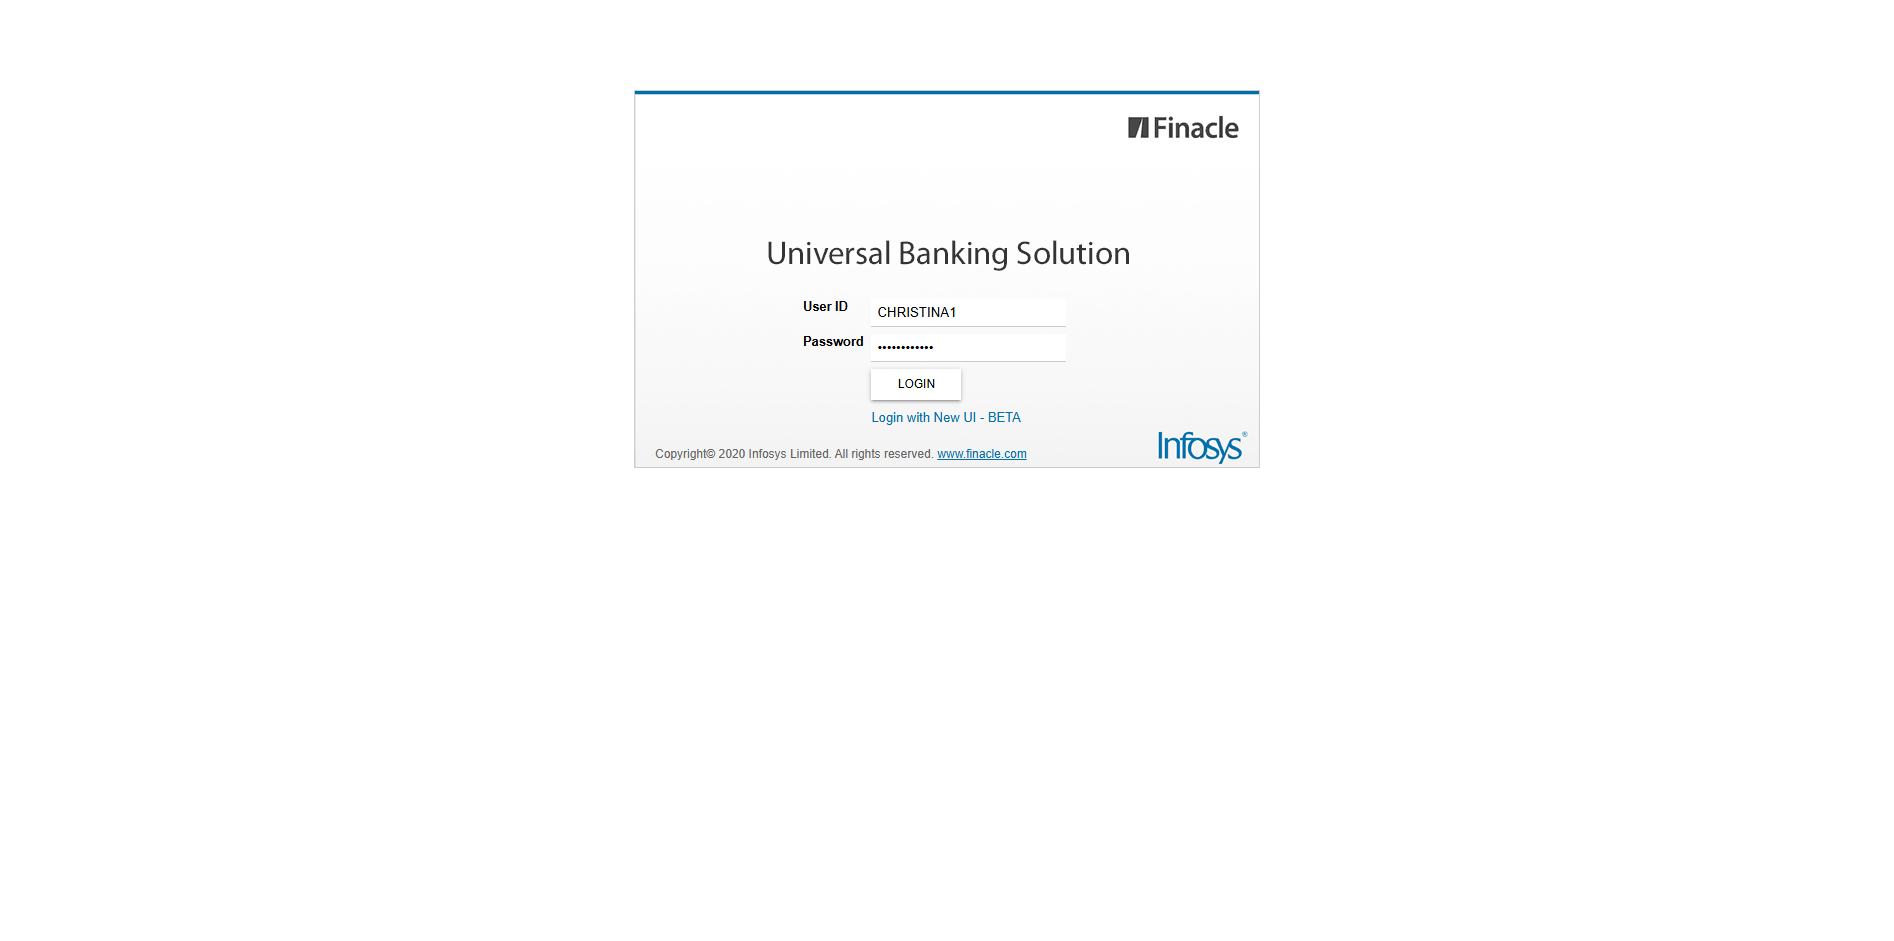 Finacle
Universal Banking Solution
User ID CHRISTINA1
Password ••••••••••••
LOGIN
Login with New UI - BETA
Infosys®
Copyright© 2020 Infosys Limited. All rights reserved. www.finacle.com